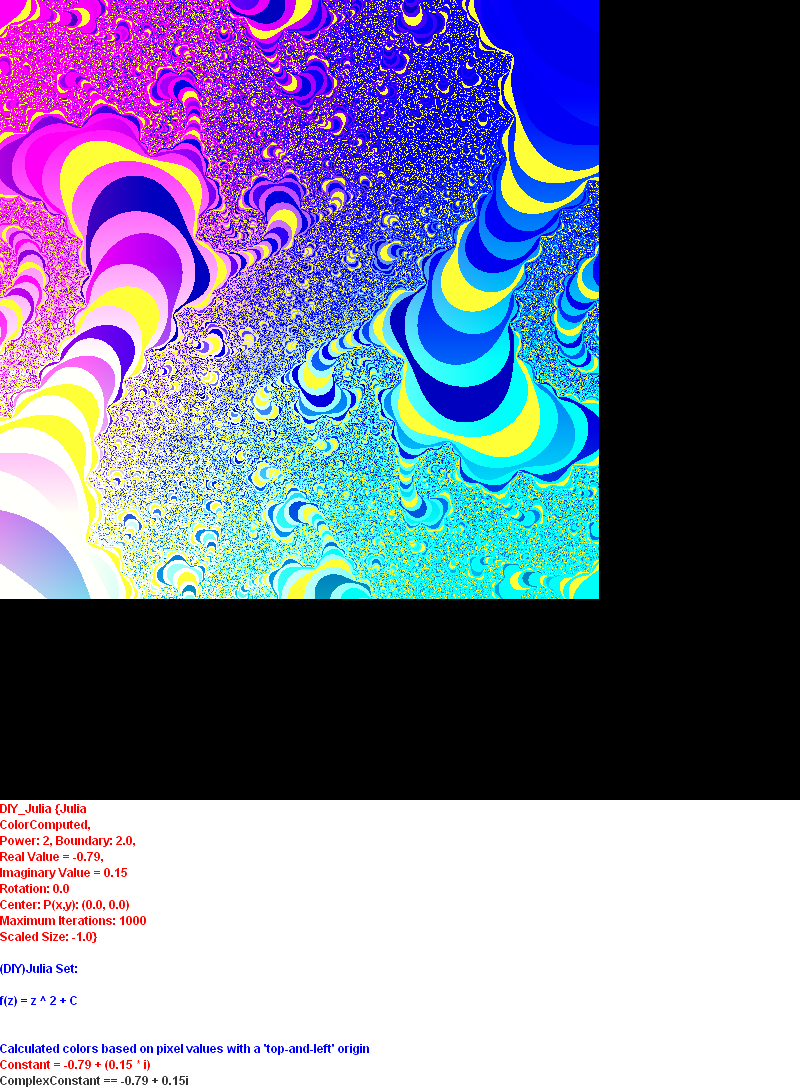 DIY_Julia {Julia
ColorComputed,
Power: 2, Boundary: 2.0,
Real Value = -0.79,
Imaginary Value = 0.15
Rotation: 0.0
Center: P(x,y): (0.0, 0.0)
Maximum Iterations: 1000
Scaled Size: -1.0}
(DIY)Julia Set:
f(z) = z ^ 2 + C
Calculated colors based on pixel values with a 'top-and-left' origin
Constant = -0.79 + (0.15 * i)
ComplexConstant == -0.79 + 0.15i